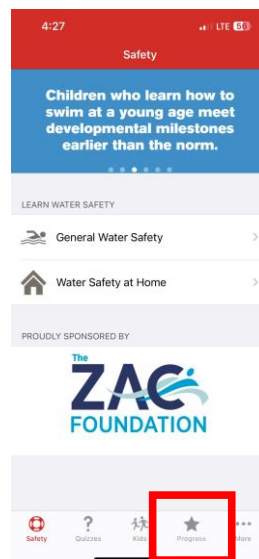 4:27
LTE 60
Safety
Children who learn how to
swim at a young age meet
developmental milestones
earlier than the norm.
LEARN WATER SAFETY
General Water Safety
Water Safety at Home
PROUDLY SPONSORED BY
The
ZAC
FOUNDATION
Safety Quizzes Kids Progress More